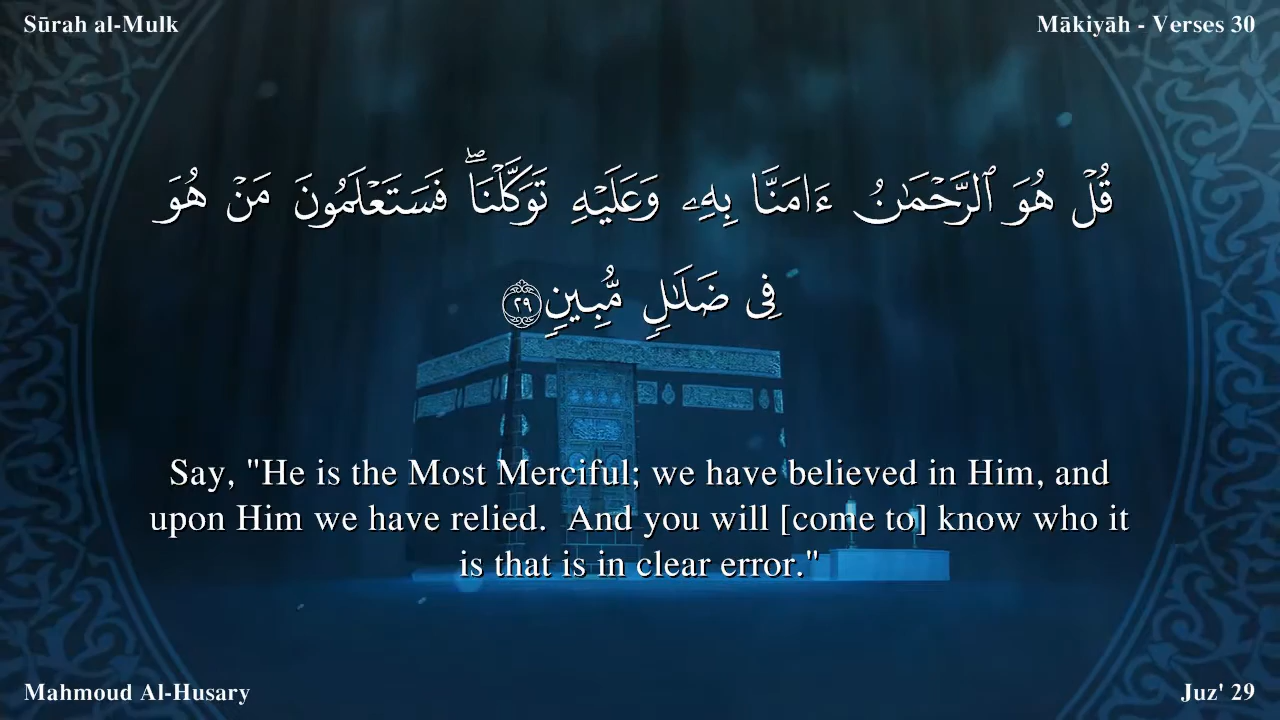 Sūrah al-Mulk
Mākiyāh - Verses 30
قُلْ هُوَ ٱلرَّحْمَـٰنُ ءَامَنَّا بِهِۦ وَعَلَيْهِ تَوَكَّلْنَا ۖ فَسَتَعْلَمُونَ مَنْ هُوَ
فِى ضَلَـٰلٍ مُّبِينٍ ٢٩
Say, "He is the Most Merciful; we have believed in Him, and
upon Him we have relied.  And you will [come to] know who it
is that is in clear error."
Mahmoud Al-Husary
Juz' 29